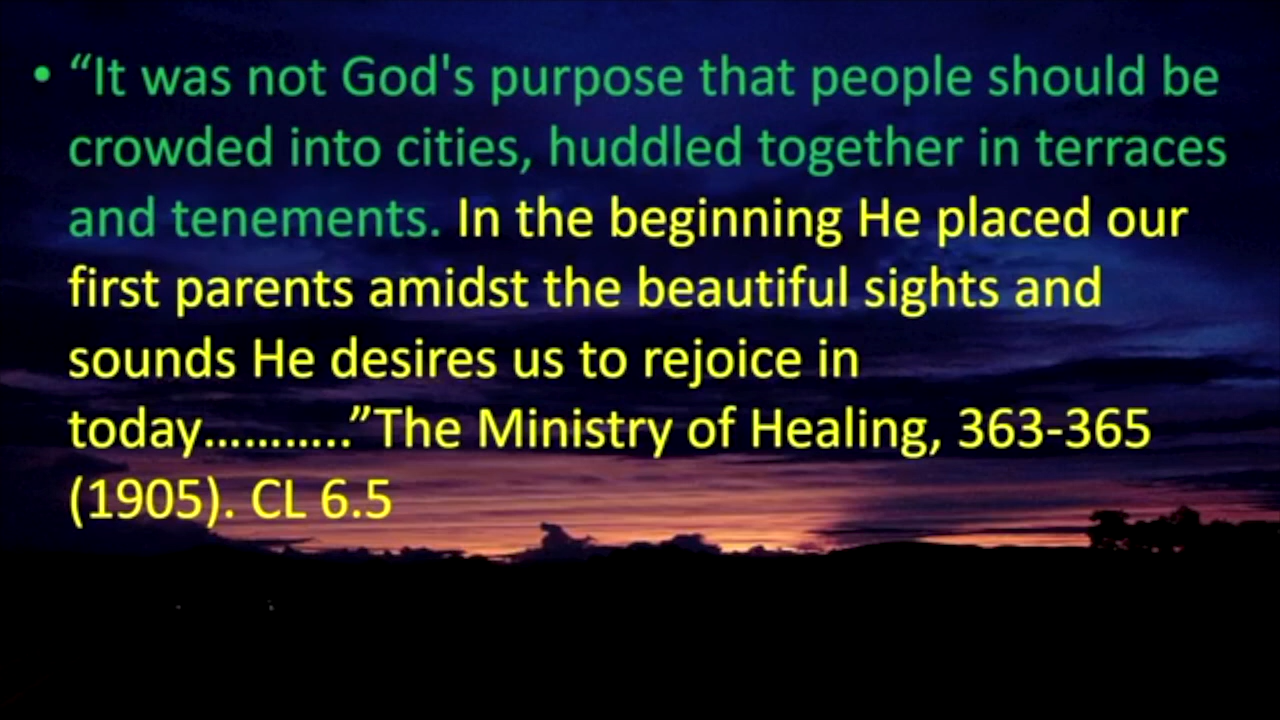 • “It was not God's purpose that people should be
crowded into cities, huddled together in terraces
and tenements. In the beginning He placed our
first parents amidst the beautiful sights and
sounds He desires us to rejoice in
today………..”The Ministry of Healing, 363-365
(1905). CL 6.5